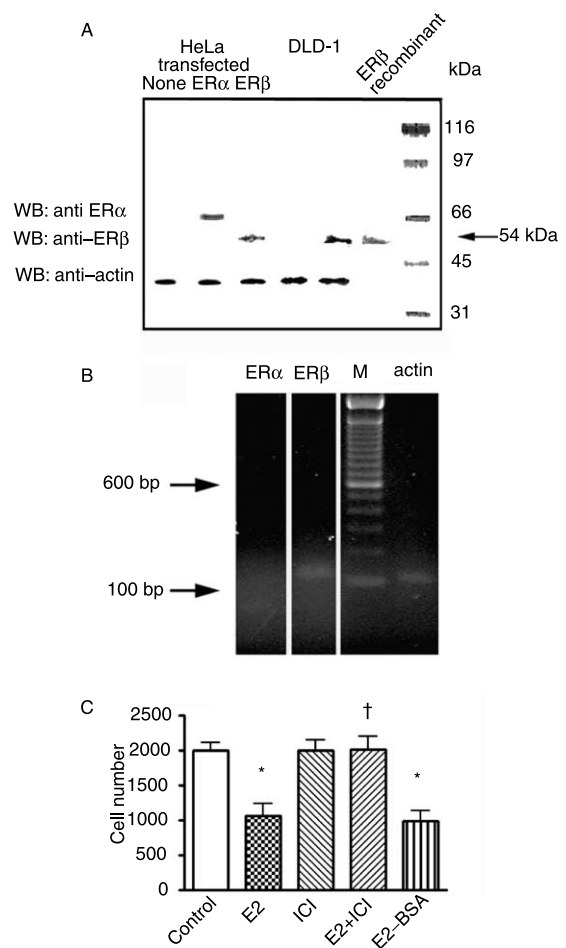 A
HeLa transfected
DLD-1
ERβ recombinant
kDa
None ERα ERβ
116
97
WB: anti ERα
66
WB: anti–ERβ
54 kDa
45
WB: anti–actin
31
B
ERα
ERβ
M
actin
600 bp
100 bp
C
2500
†
2000
*
*
1500
1000
500
0
Cell number
Control
E2
ICI
E2+ICI
E2–BSA